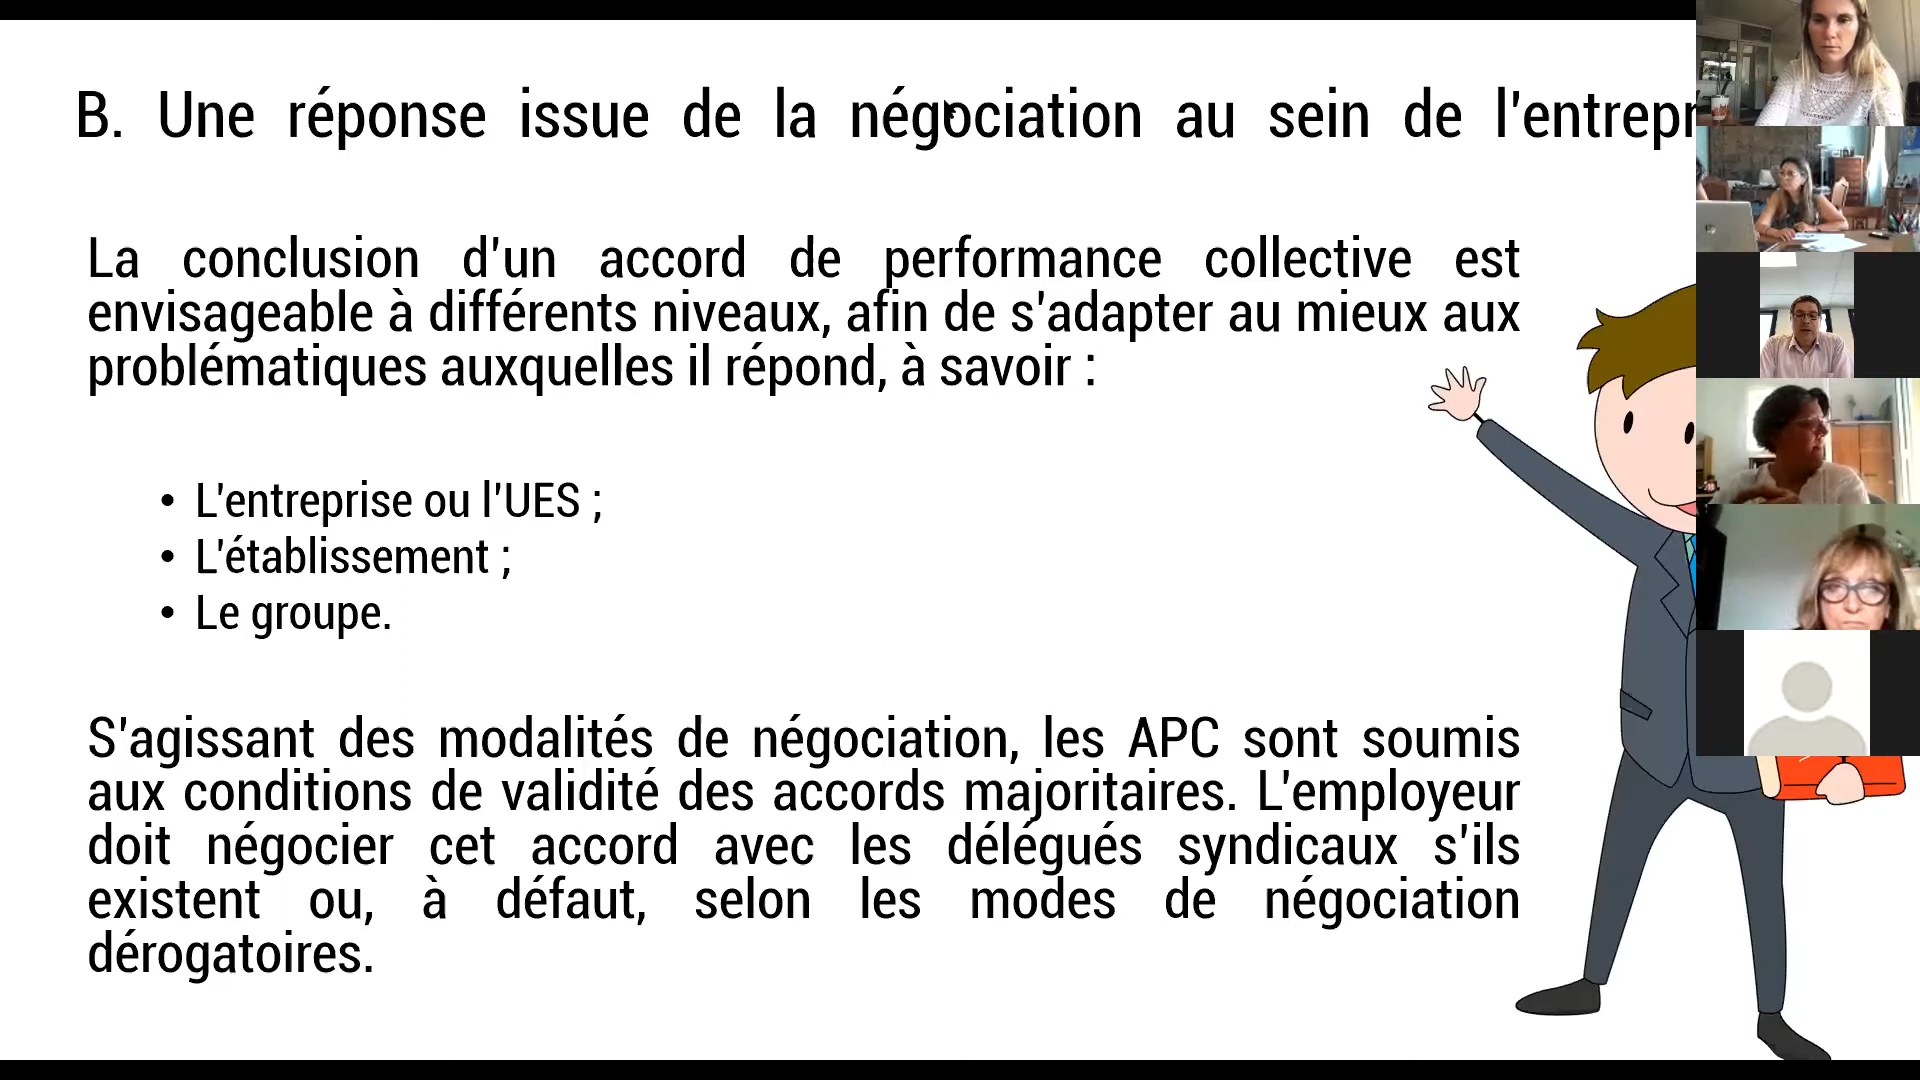 B. Une réponse issue de la négociation au sein de l'entrepr
La conclusion d'un accord de performance collective est
envisageable à différents niveaux, afin de s'adapter au mieux aux
problématiques auxquelles il répond, à savoir :
• L'entreprise ou l'UES ;
• L'établissement ;
• Le groupe.
S'agissant des modalités de négociation, les APC sont soumis
aux conditions de validité des accords majoritaires. L'employeur
doit négocier cet accord avec les délégués syndicaux s'ils
existent ou, à défaut, selon les modes de négociation
dérogatoires.